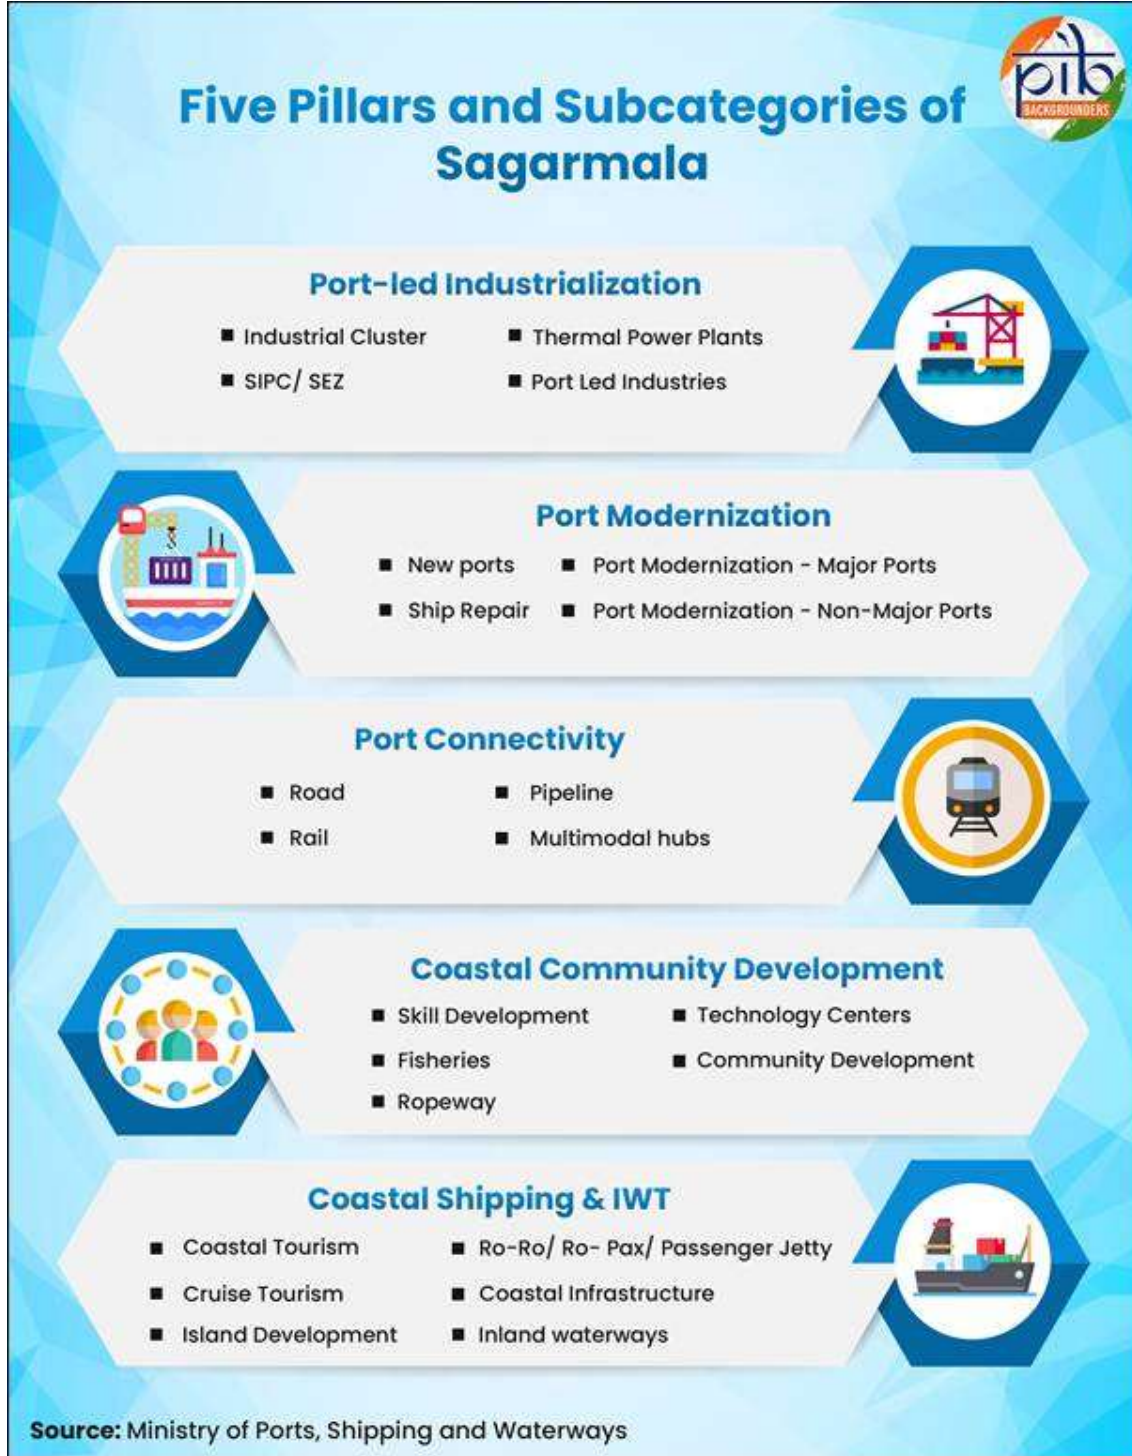 pib
BACKGROUNDERS
Five Pillars and Subcategories of
Sagarmala
Port-led Industrialization
■ Industrial Cluster ■ Thermal Power Plants
■ SIPC/ SEZ ■ Port Led Industries
Port Modernization
■ New ports ■ Port Modernization - Major Ports
■ Ship Repair ■ Port Modernization - Non-Major Ports
Port Connectivity
■ Road ■ Pipeline
■ Rail ■ Multimodal hubs
Coastal Community Development
■ Skill Development ■ Technology Centers
■ Fisheries ■ Community Development
■ Ropeway
Coastal Shipping & IWT
■ Coastal Tourism ■ Ro-Ro/ Ro- Pax/ Passenger Jetty
■ Cruise Tourism ■ Coastal Infrastructure
■ Island Development ■ Inland waterways
Source: Ministry of Ports, Shipping and Waterways